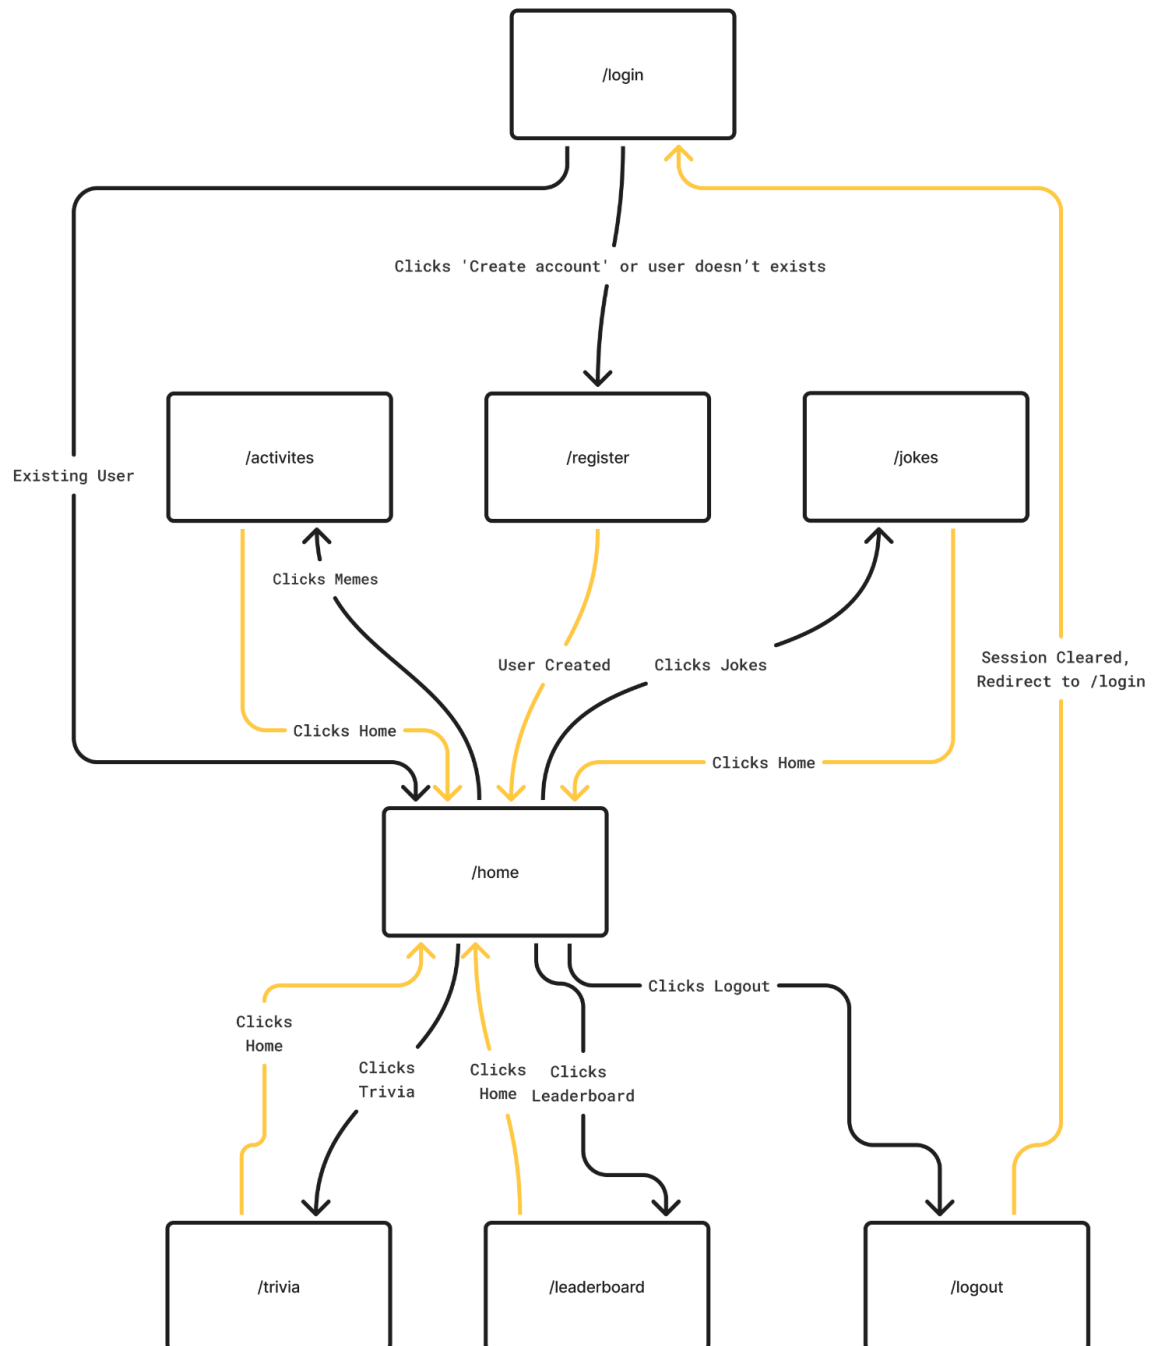 /login
Clicks 'Create account' or user doesn’t exists
/activites
/register
/jokes
Existing User
Clicks Memes
User Created
Clicks Jokes
Session Cleared,
Redirect to /login
Clicks Home
Clicks Home
/home
Clicks Logout
Clicks
Home
Clicks
Trivia
Clicks
Home
Clicks
Leaderboard
/trivia
/leaderboard
/logout